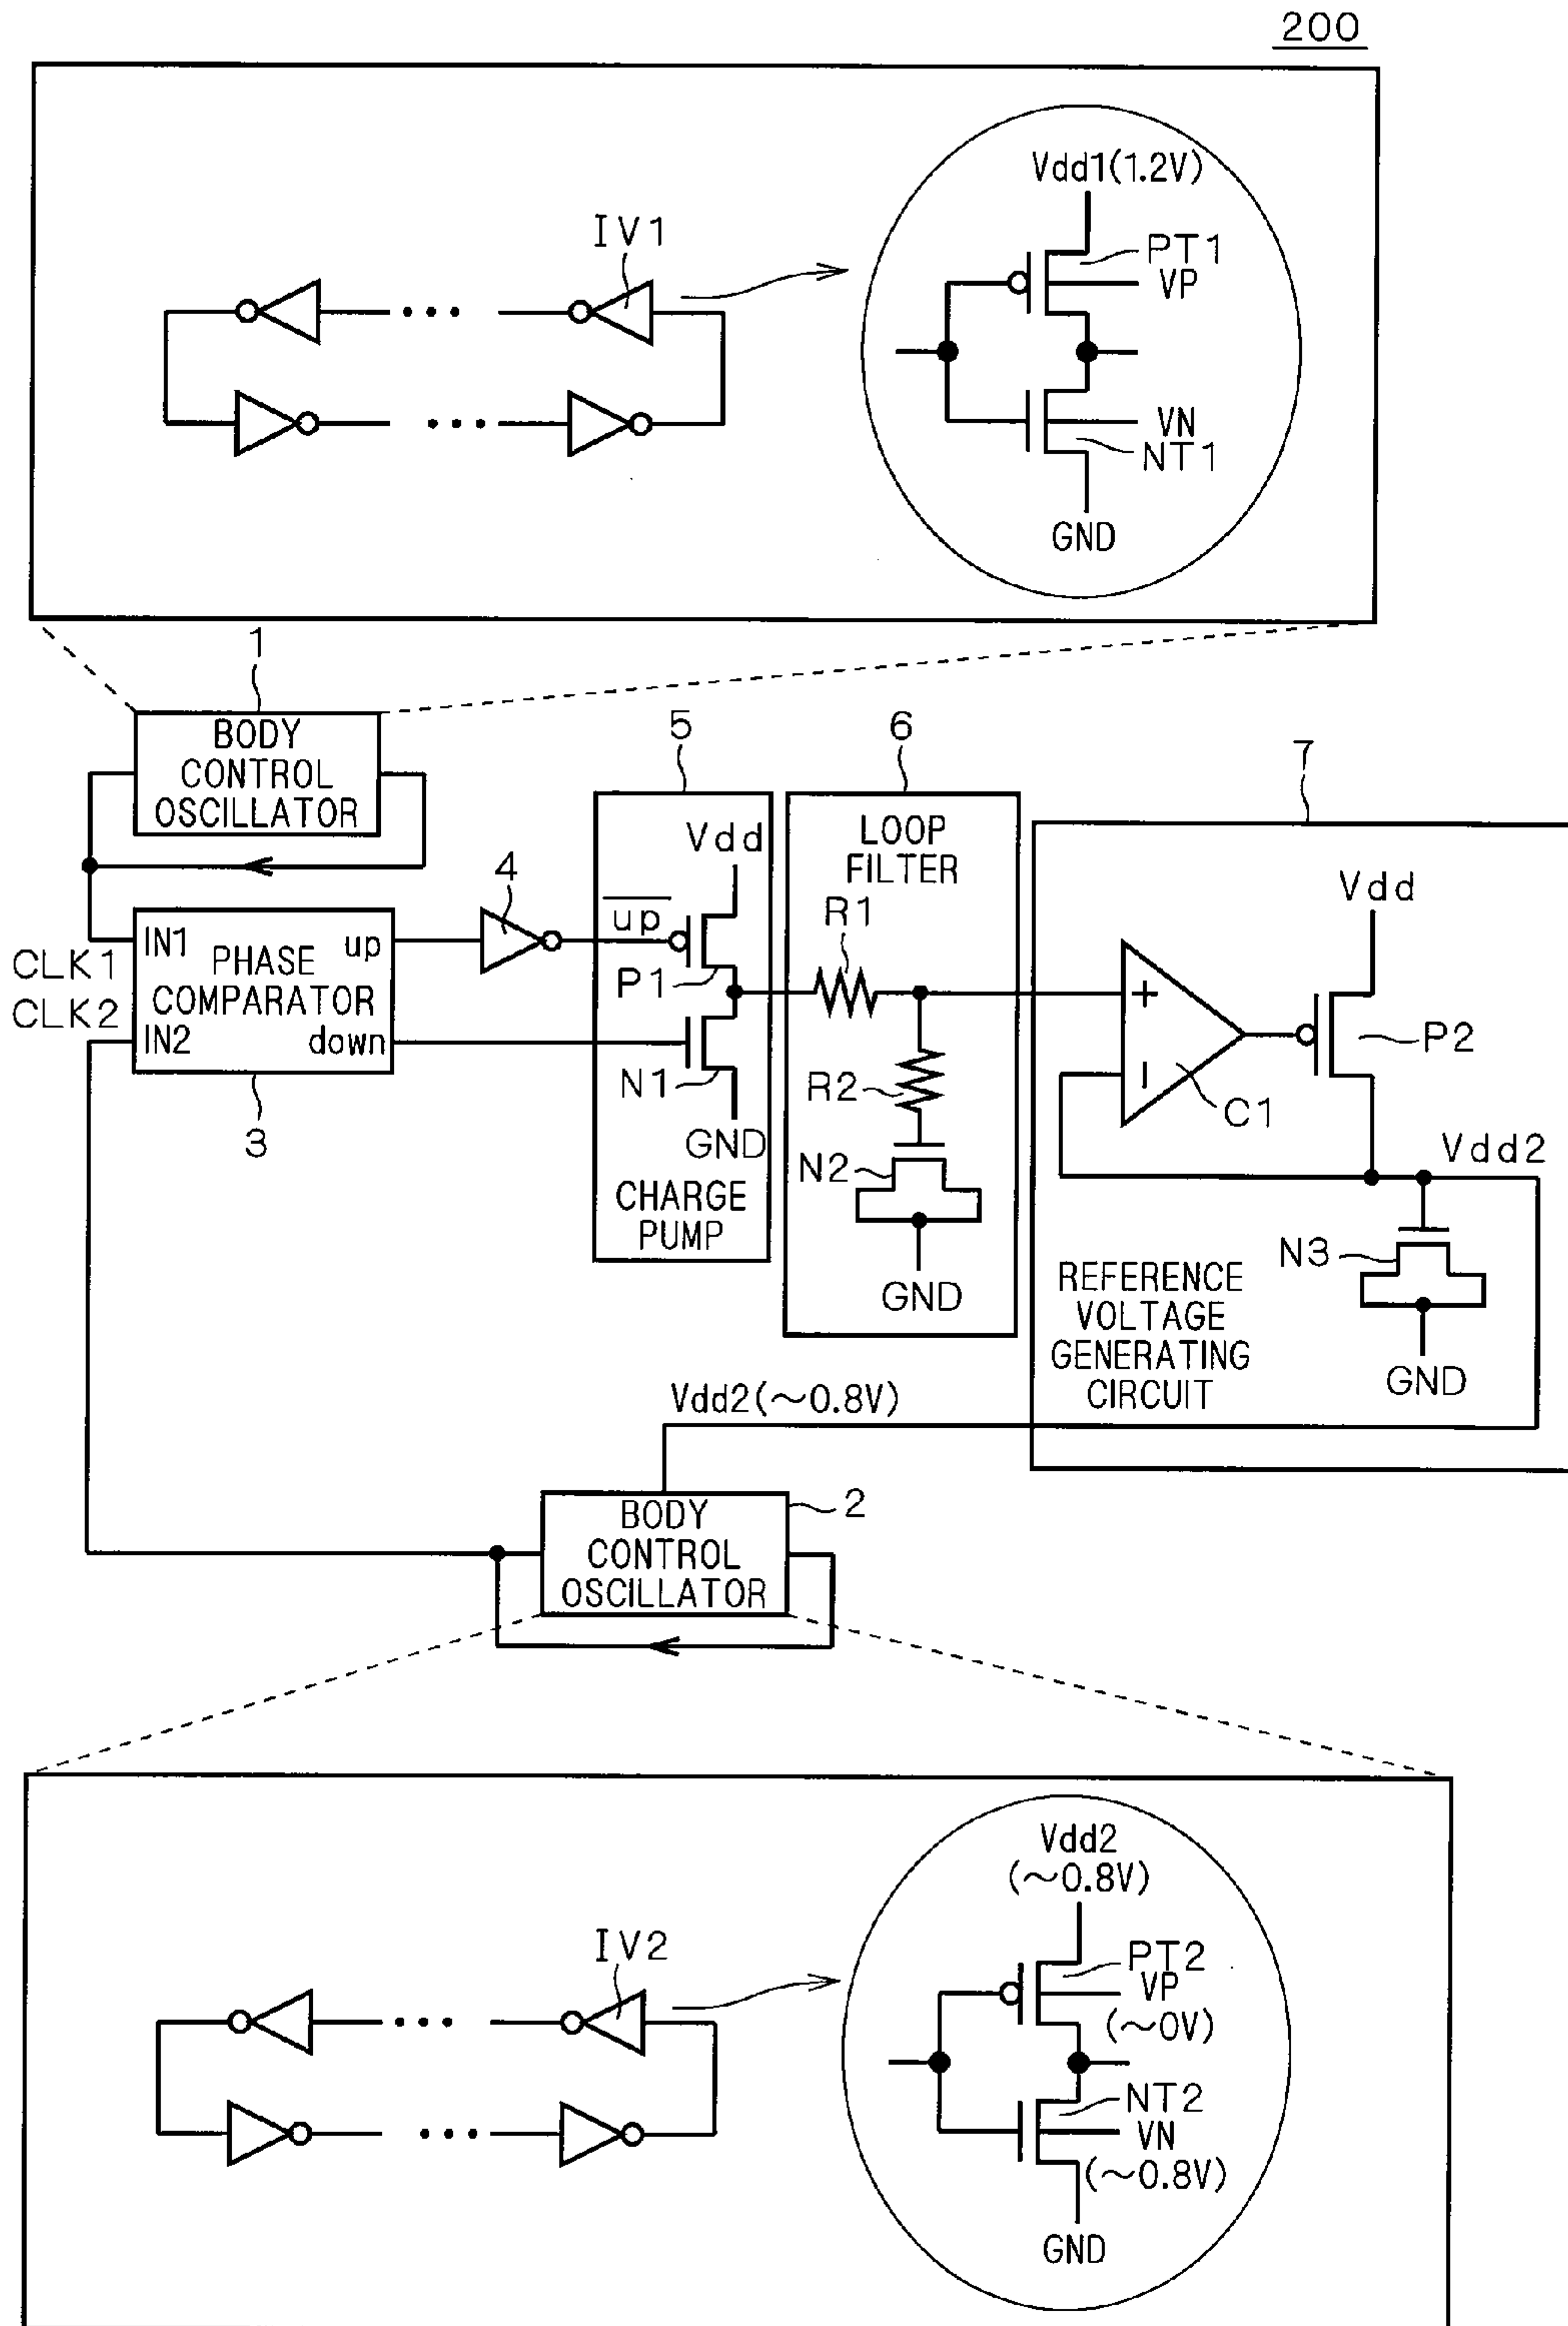 200
Vdd1(1.2V)
IV1
PT1
VP
VN
NT1
GND
1
BODY
CONTROL
OSCILLATOR
5
6
7
Vdd
LOOP
FILTER
4
up
R1
Vdd
IN1
up
CLK1
PHASE
COMPARATOR
CLK2
IN2
down
P1
+
−
P2
N1
R2
C1
3
GND
Vdd2
N2
CHARGE
PUMP
N3
GND
REFERENCE
VOLTAGE
GENERATING
CIRCUIT
GND
Vdd2(~0.8V)
2
BODY
CONTROL
OSCILLATOR
Vdd2
(~0.8V)
IV2
PT2
VP
(~0V)
NT2
VN
(~0.8V)
GND